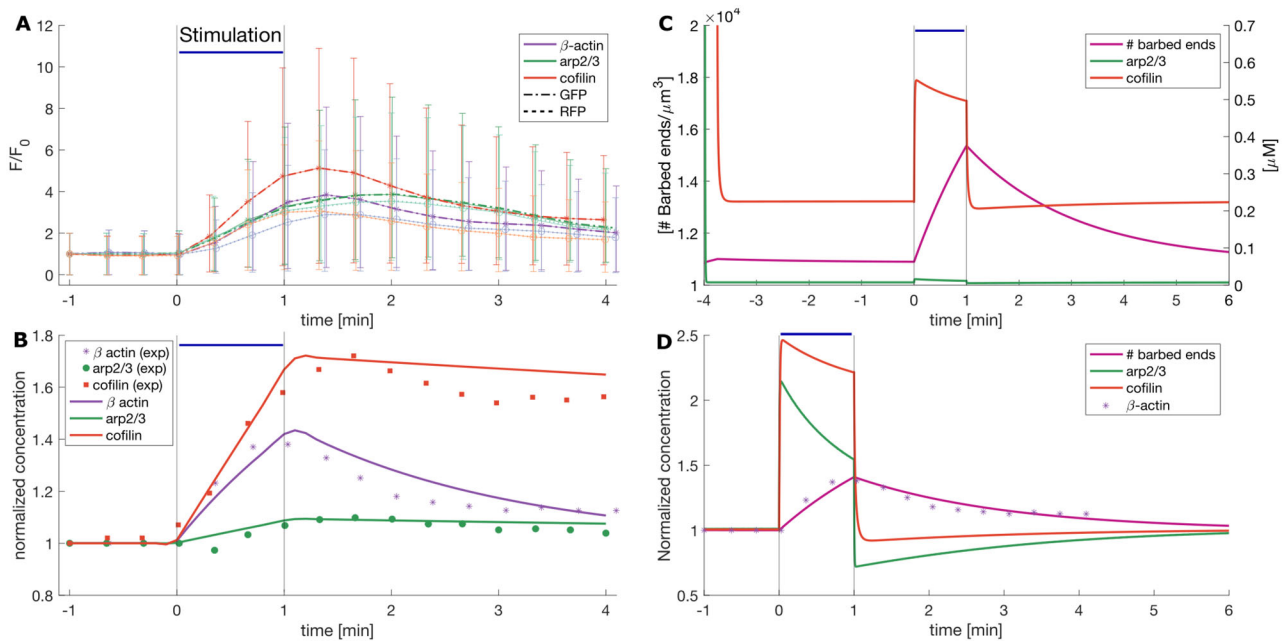 A
Stimulation
12
10
8
6
4
2
0
F/F0
-1
0
1
2
3
4
time [min]
β-actin
arp2/3
cofilin
GFP
RFP
B
1.8
1.6
1.4
1.2
1
0.8
normalized concentration
-1
0
1
2
3
4
time [min]
β actin (exp)
arp2/3 (exp)
cofilin (exp)
β actin
arp2/3
cofilin
C
×10⁴
2
1.8
1.6
1.4
1.2
1
[# Barbed ends/μm³]
0.7
0.6
0.5
0.4
0.3
0.2
0.1
0
[μM]
-4
-3
-2
-1
0
1
2
3
4
5
6
time [min]
# barbed ends
arp2/3
cofilin
D
2.5
2
1.5
1
0.5
Normalized concentration
-1
0
1
2
3
4
5
6
time [min]
# barbed ends
arp2/3
cofilin
β-actin